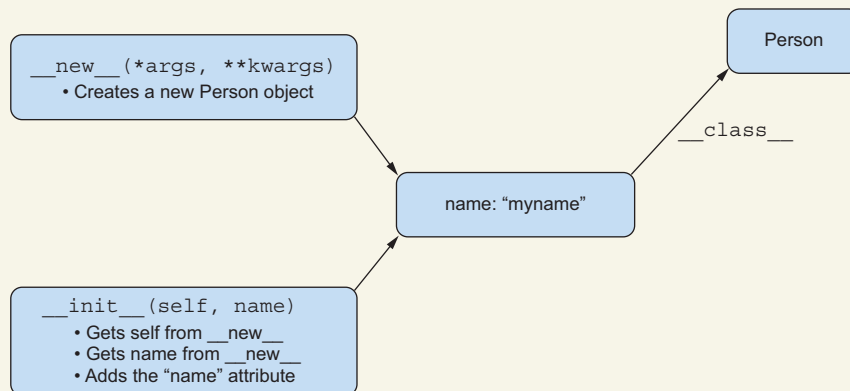 __new__(*args, **kwargs)
• Creates a new Person object
Person
__class__
name: “myname”
__init__(self, name)
• Gets self from __new__
• Gets name from __new__
• Adds the “name” attribute